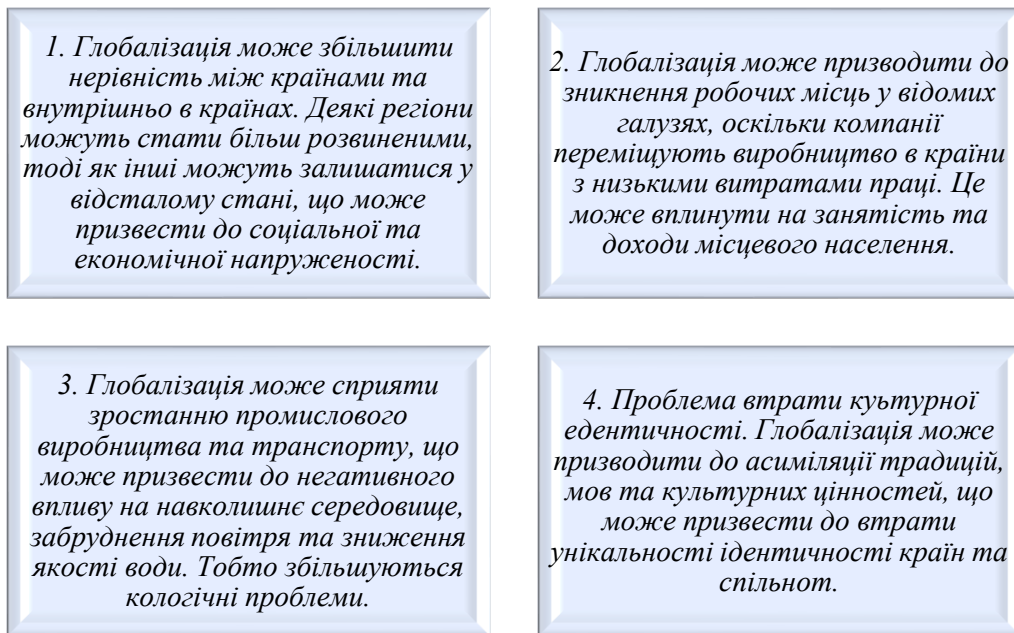 1. Глобалізація може збільшити
нерівність між країнами та
внутрішньо в країнах. Деякі регіони
можуть стати більш розвиненими,
тоді як інші можуть залишатися у
відсталому стані, що може
призвести до соціальної та
економічної напруженості.
2. Глобалізація може призводити до
зникнення робочих місць у відомих
галузях, оскільки компанії
переміщують виробництво в країни
з низькими витратами праці. Це
може вплинути на занятість та
доходи місцевого населення.
3. Глобалізація може сприяти
зростанню промислового
виробництва та транспорту, що
може призвести до негативного
впливу на навколишнє середовище,
забруднення повітря та зниження
якості води. Тобто збільшуються
кологічні проблеми.
4. Проблема втрати куьтурної
едентичності. Глобалізація може
призводити до асиміляції традицій,
мов та культурних цінностей, що
може призвести до втрати
унікальності ідентичності країн та
спільнот.